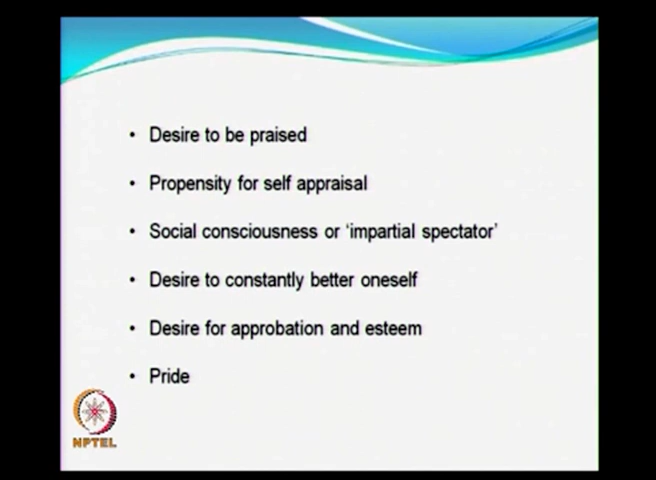 • Desire to be praised
• Propensity for self appraisal
• Social consciousness or ‘impartial spectator’
• Desire to constantly better oneself
• Desire for approbation and esteem
• Pride
NPTEL